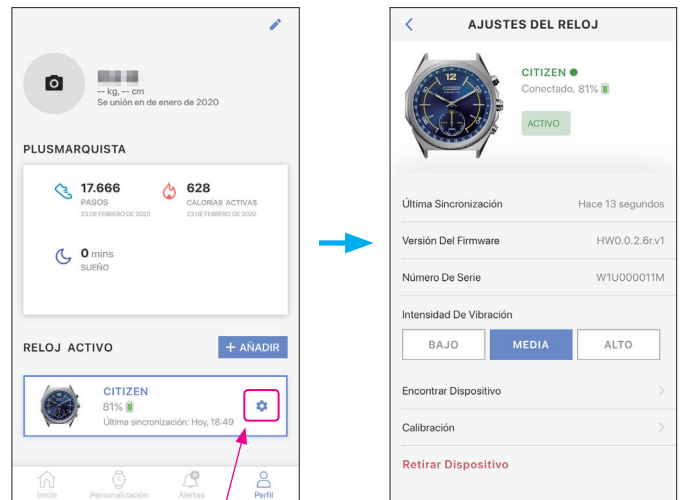 -- kg, -- cm
Se unión en de enero de 2020
PLUSMARQUISTA
17.666
PASOS
23 DE FEBRERO DE 2020
628
CALORÍAS ACTIVAS
23 DE FEBRERO DE 2020
0 mins
SUEÑO
RELOJ ACTIVO
+ AÑADIR
CITIZEN
81%
Última sincronización: Hoy, 18:49
Inicio
Personalización
Alertas
Perfil
AJUSTES DEL RELOJ
12
CITIZEN
CITIZEN
Conectado, 81%
ACTIVO
Última Sincronización
Hace 13 segundos
Versión Del Firmware
HW0.0.2.6r.v1
Número De Serie
W1U000011M
Intensidad De Vibración
BAJO
MEDIA
ALTO
Encontrar Dispositivo
Calibración
Retirar Dispositivo